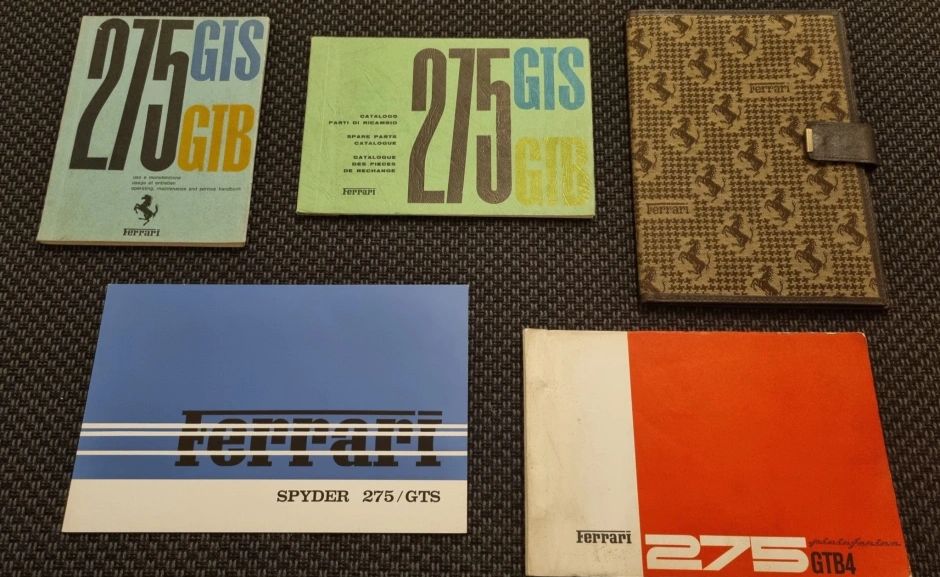 275 GTS
GTB
uso e manutenzione
usage et entretien
operating, maintenance and service handbook
Ferrari
275 GTS
GTB
CATALOGO
PARTI DI RICAMBIO
SPARE PARTS
CATALOGUE
CATALOGUE
DES PIECES
DE RECHANGE
Ferrari
Ferrari
Ferrari
Ferrari
SPYDER 275/GTS
Ferrari
275 pininfarina
GTB4